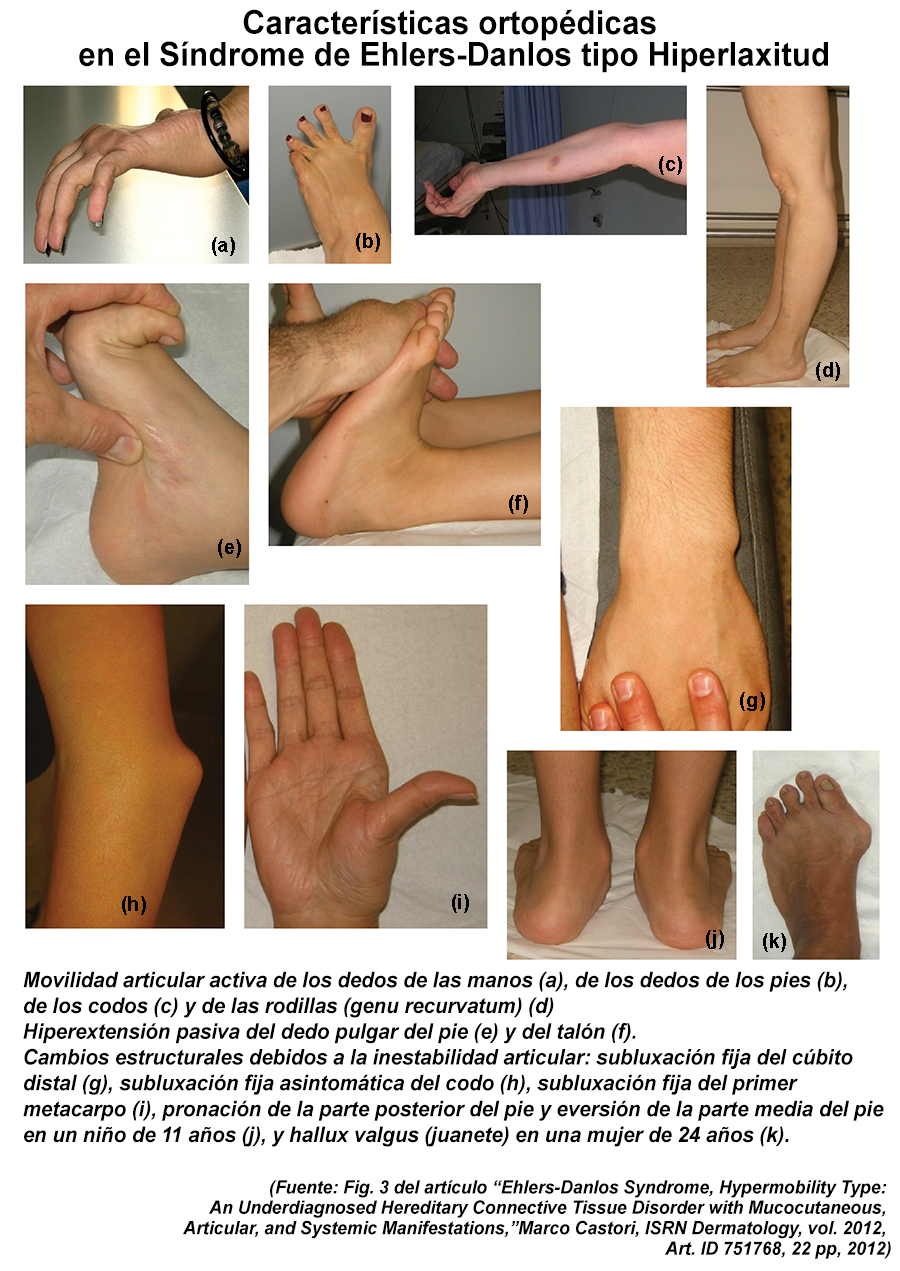 Características ortopédicas
en el Síndrome de Ehlers-Danlos tipo Hiperlaxitud
(a)
(b)
(c)
(d)
(e)
(f)
(g)
(h)
(i)
(j)
(k)
Movilidad articular activa de los dedos de las manos (a), de los dedos de los pies (b),
de los codos (c) y de las rodillas (genu recurvatum) (d)
Hiperextensión pasiva del dedo pulgar del pie (e) y del talón (f).
Cambios estructurales debidos a la inestabilidad articular: subluxación fija del cúbito
distal (g), subluxación fija asintomática del codo (h), subluxación fija del primer
metacarpo (i), pronación de la parte posterior del pie y eversión de la parte media del pie
en un niño de 11 años (j), y hallux valgus (juanete) en una mujer de 24 años (k).
(Fuente: Fig. 3 del artículo “Ehlers-Danlos Syndrome, Hypermobility Type:
An Underdiagnosed Hereditary Connective Tissue Disorder with Mucocutaneous,
Articular, and Systemic Manifestations,”Marco Castori, ISRN Dermatology, vol. 2012,
Art. ID 751768, 22 pp, 2012)